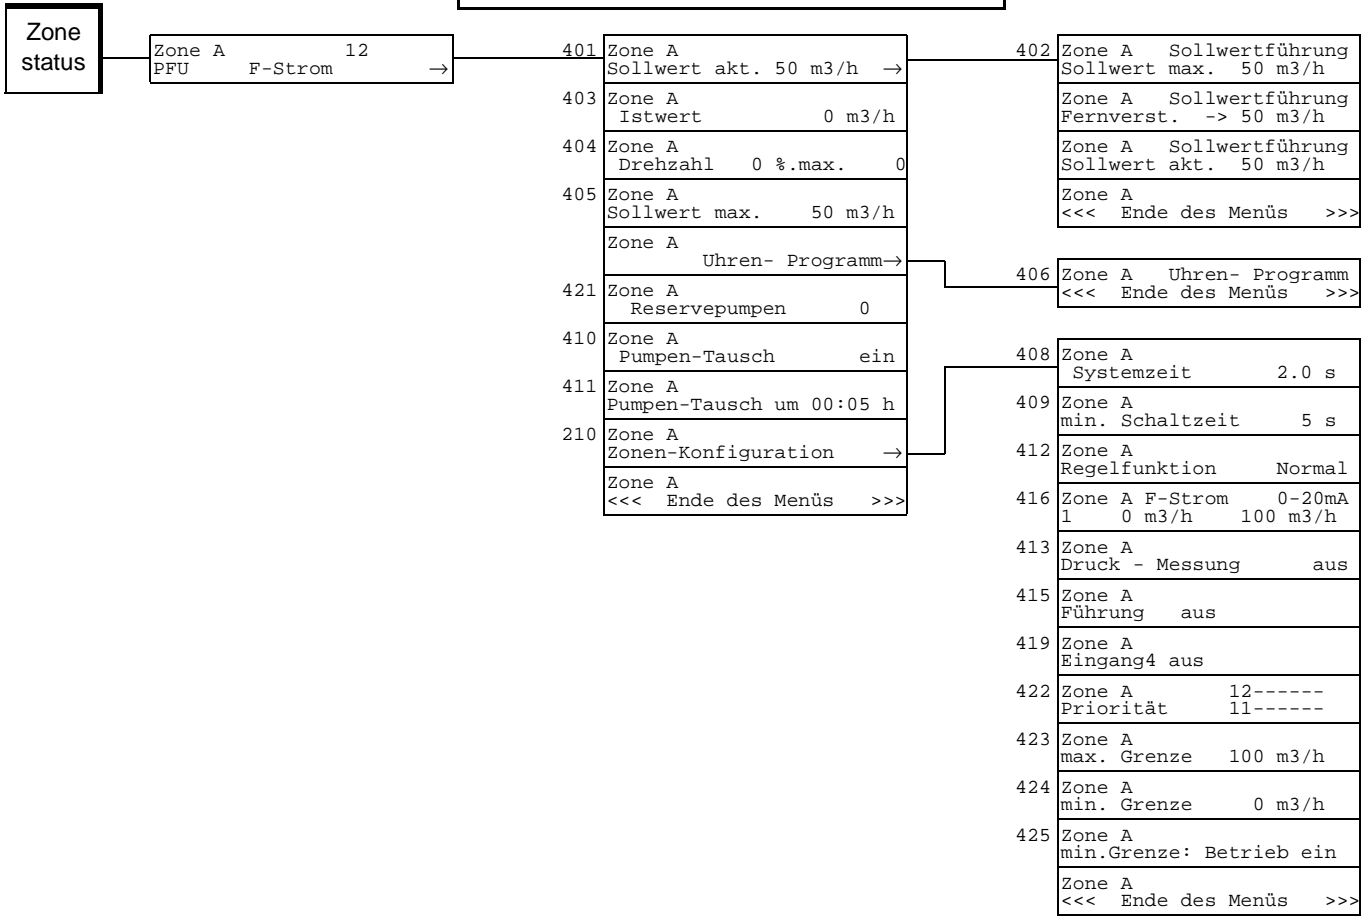 Zone
status
Zone A 12
PFU F-Strom →
401 Zone A
Sollwert akt. 50 m3/h →
403 Zone A
Istwert 0 m3/h
404 Zone A
Drehzahl 0 %.max. 0
405 Zone A
Sollwert max. 50 m3/h
Zone A
Uhren- Programm→
421 Zone A
Reservepumpen 0
410 Zone A
Pumpen-Tausch ein
411 Zone A
Pumpen-Tausch um 00:05 h
210 Zone A
Zonen-Konfiguration →
Zone A
<<< Ende des Menüs >>>
402 Zone A Sollwertführung
Sollwert max. 50 m3/h
Zone A Sollwertführung
Fernverst. -> 50 m3/h
Zone A Sollwertführung
Sollwert akt. 50 m3/h
Zone A
<<< Ende des Menüs >>>
406 Zone A Uhren- Programm
<<< Ende des Menüs >>>
408 Zone A
Systemzeit 2.0 s
409 Zone A
min. Schaltzeit 5 s
412 Zone A
Regelfunktion Normal
416 Zone A F-Strom 0-20mA
1 0 m3/h 100 m3/h
413 Zone A
Druck - Messung aus
415 Zone A
Führung aus
419 Zone A
Eingang4 aus
422 Zone A 12------
Priorität 11------
423 Zone A
max. Grenze 100 m3/h
424 Zone A
min. Grenze 0 m3/h
425 Zone A
min.Grenze: Betrieb ein
Zone A
<<< Ende des Menüs >>>